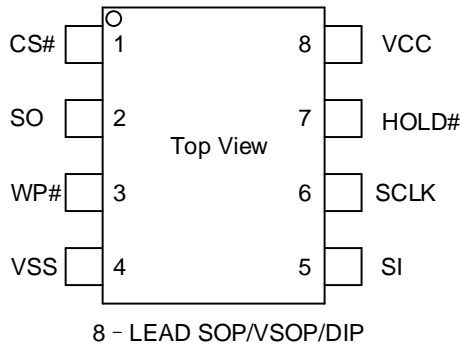 CS# 1 8 VCC
SO 2 7 HOLD#
Top View
WP# 3 6 SCLK
VSS 4 5 SI
8 - LEAD SOP/VSOP/DIP